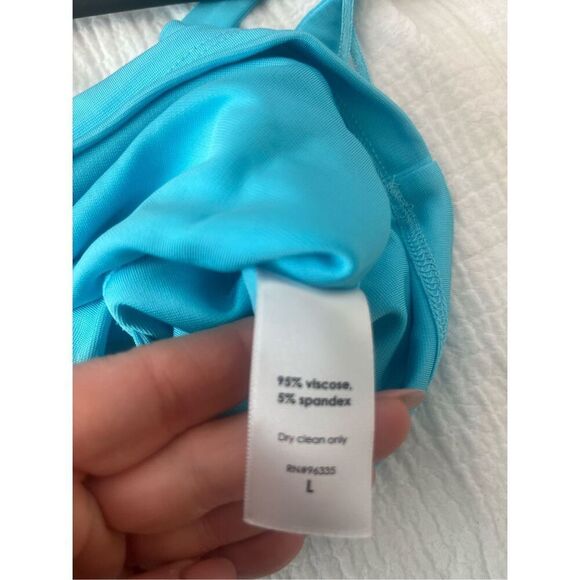 95% viscose,
5% spandex
Dry clean only
RN#96335
L